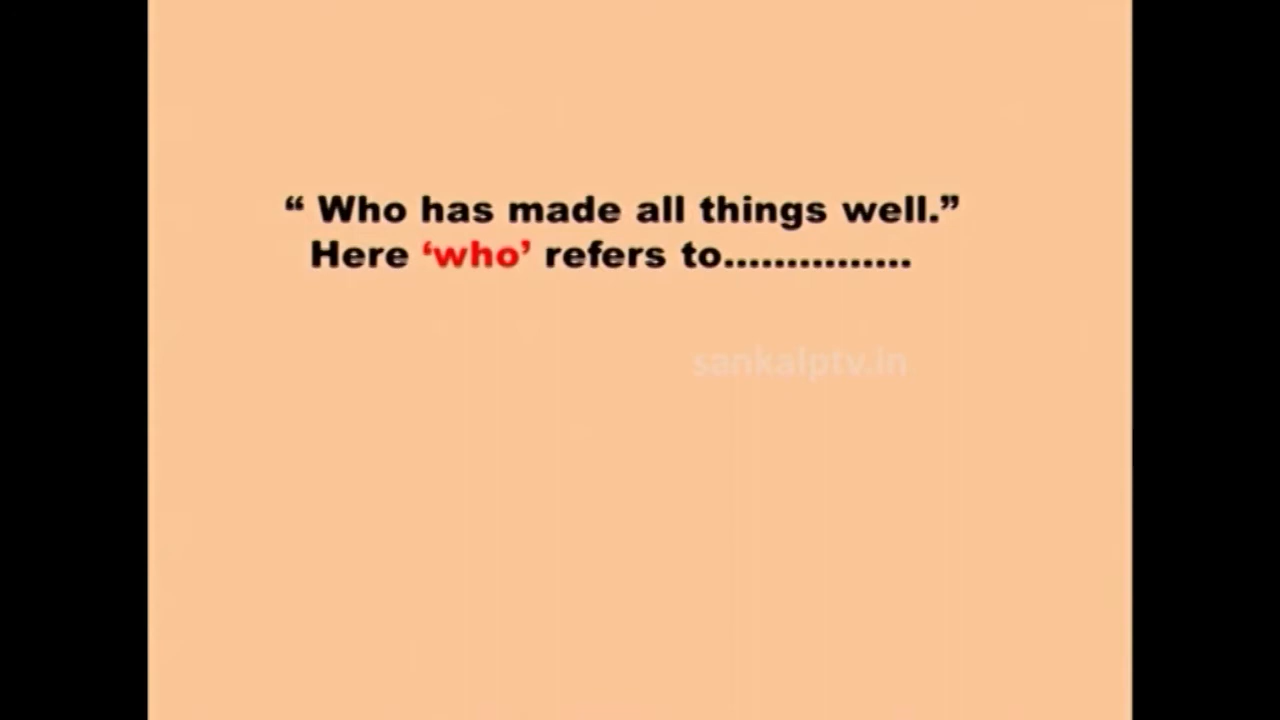 “ Who has made all things well.”
Here ‘who’ refers to...............
sankalptv.in